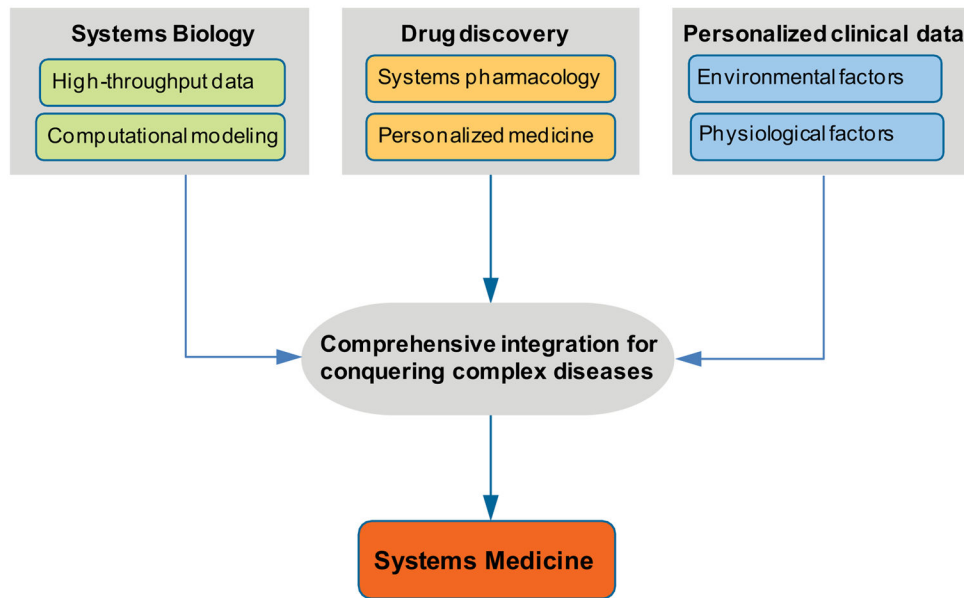 Systems Biology
High-throughput data
Computational modeling
Drug discovery
Systems pharmacology
Personalized medicine
Personalized clinical data
Environmental factors
Physiological factors
Comprehensive integration for
conquering complex diseases
Systems Medicine